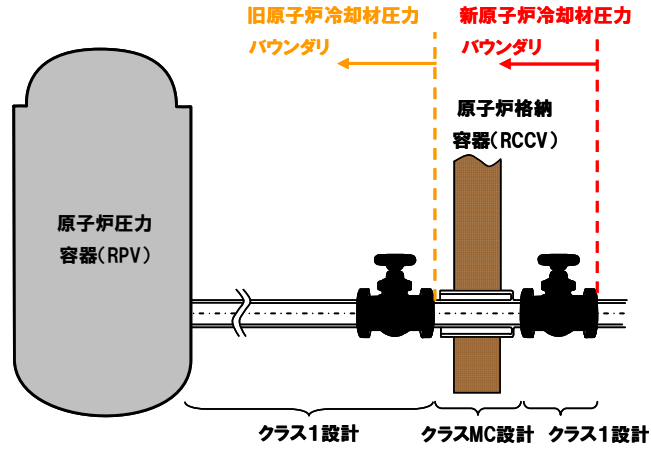 旧原子炉冷却材圧力
バウンダリ
新原子炉冷却材圧力
バウンダリ
原子炉格納
容器(RCCV)
原子炉圧力
容器(RPV)
クラス1設計
クラスMC設計
クラス1設計